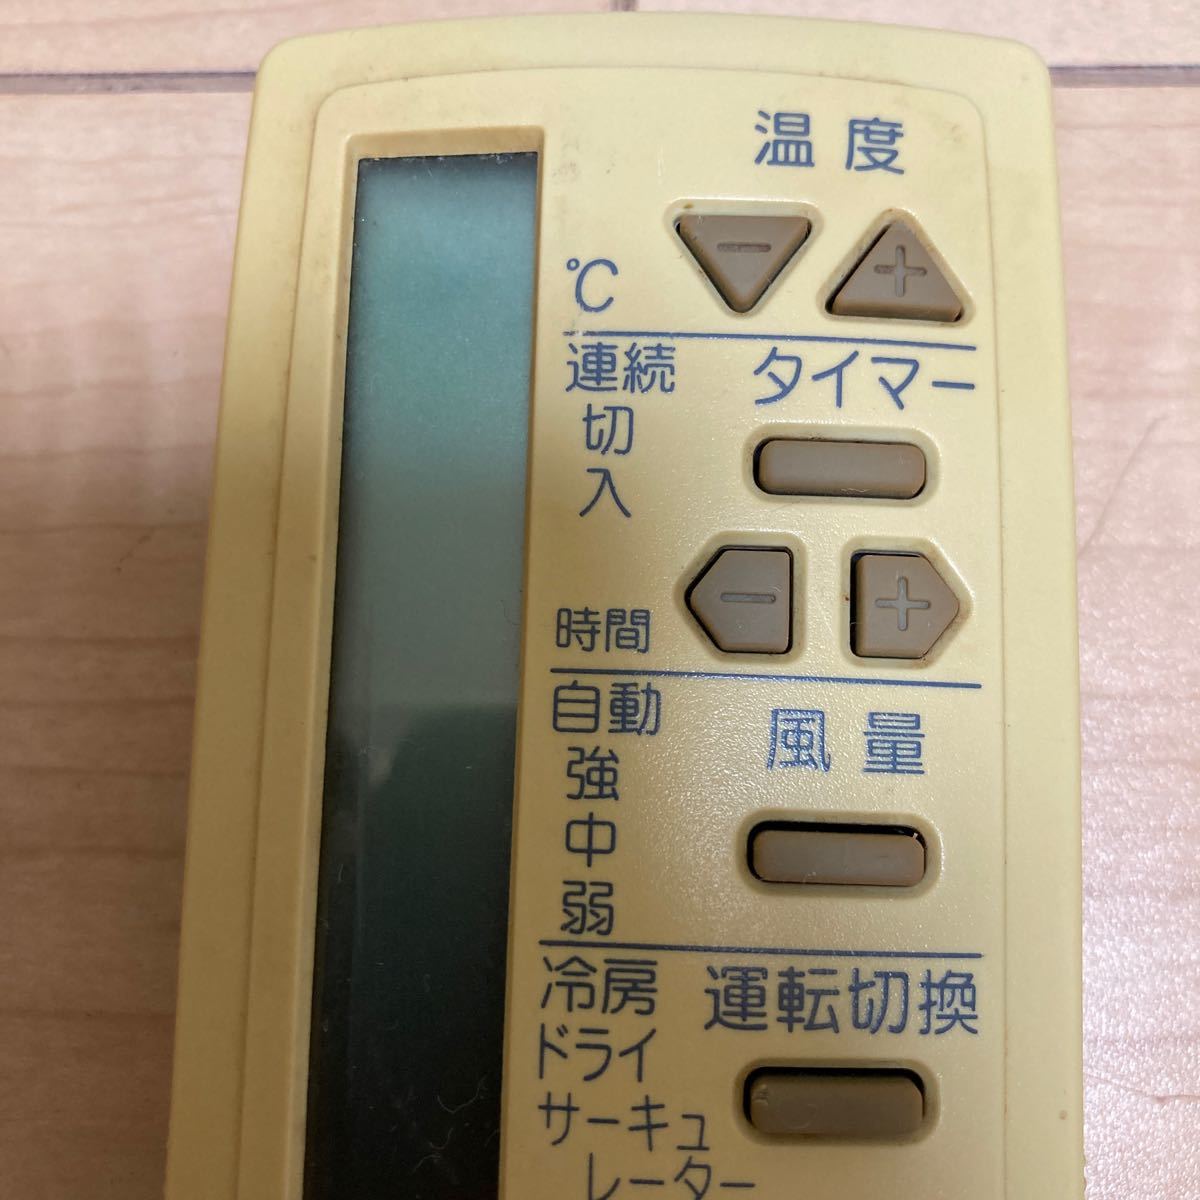 温度
−
+
℃
連続
切
入
タイマー
−
+
時間
自動
強
中
弱
風量
冷房
ドライ
サーキュ
レーター
運転切換